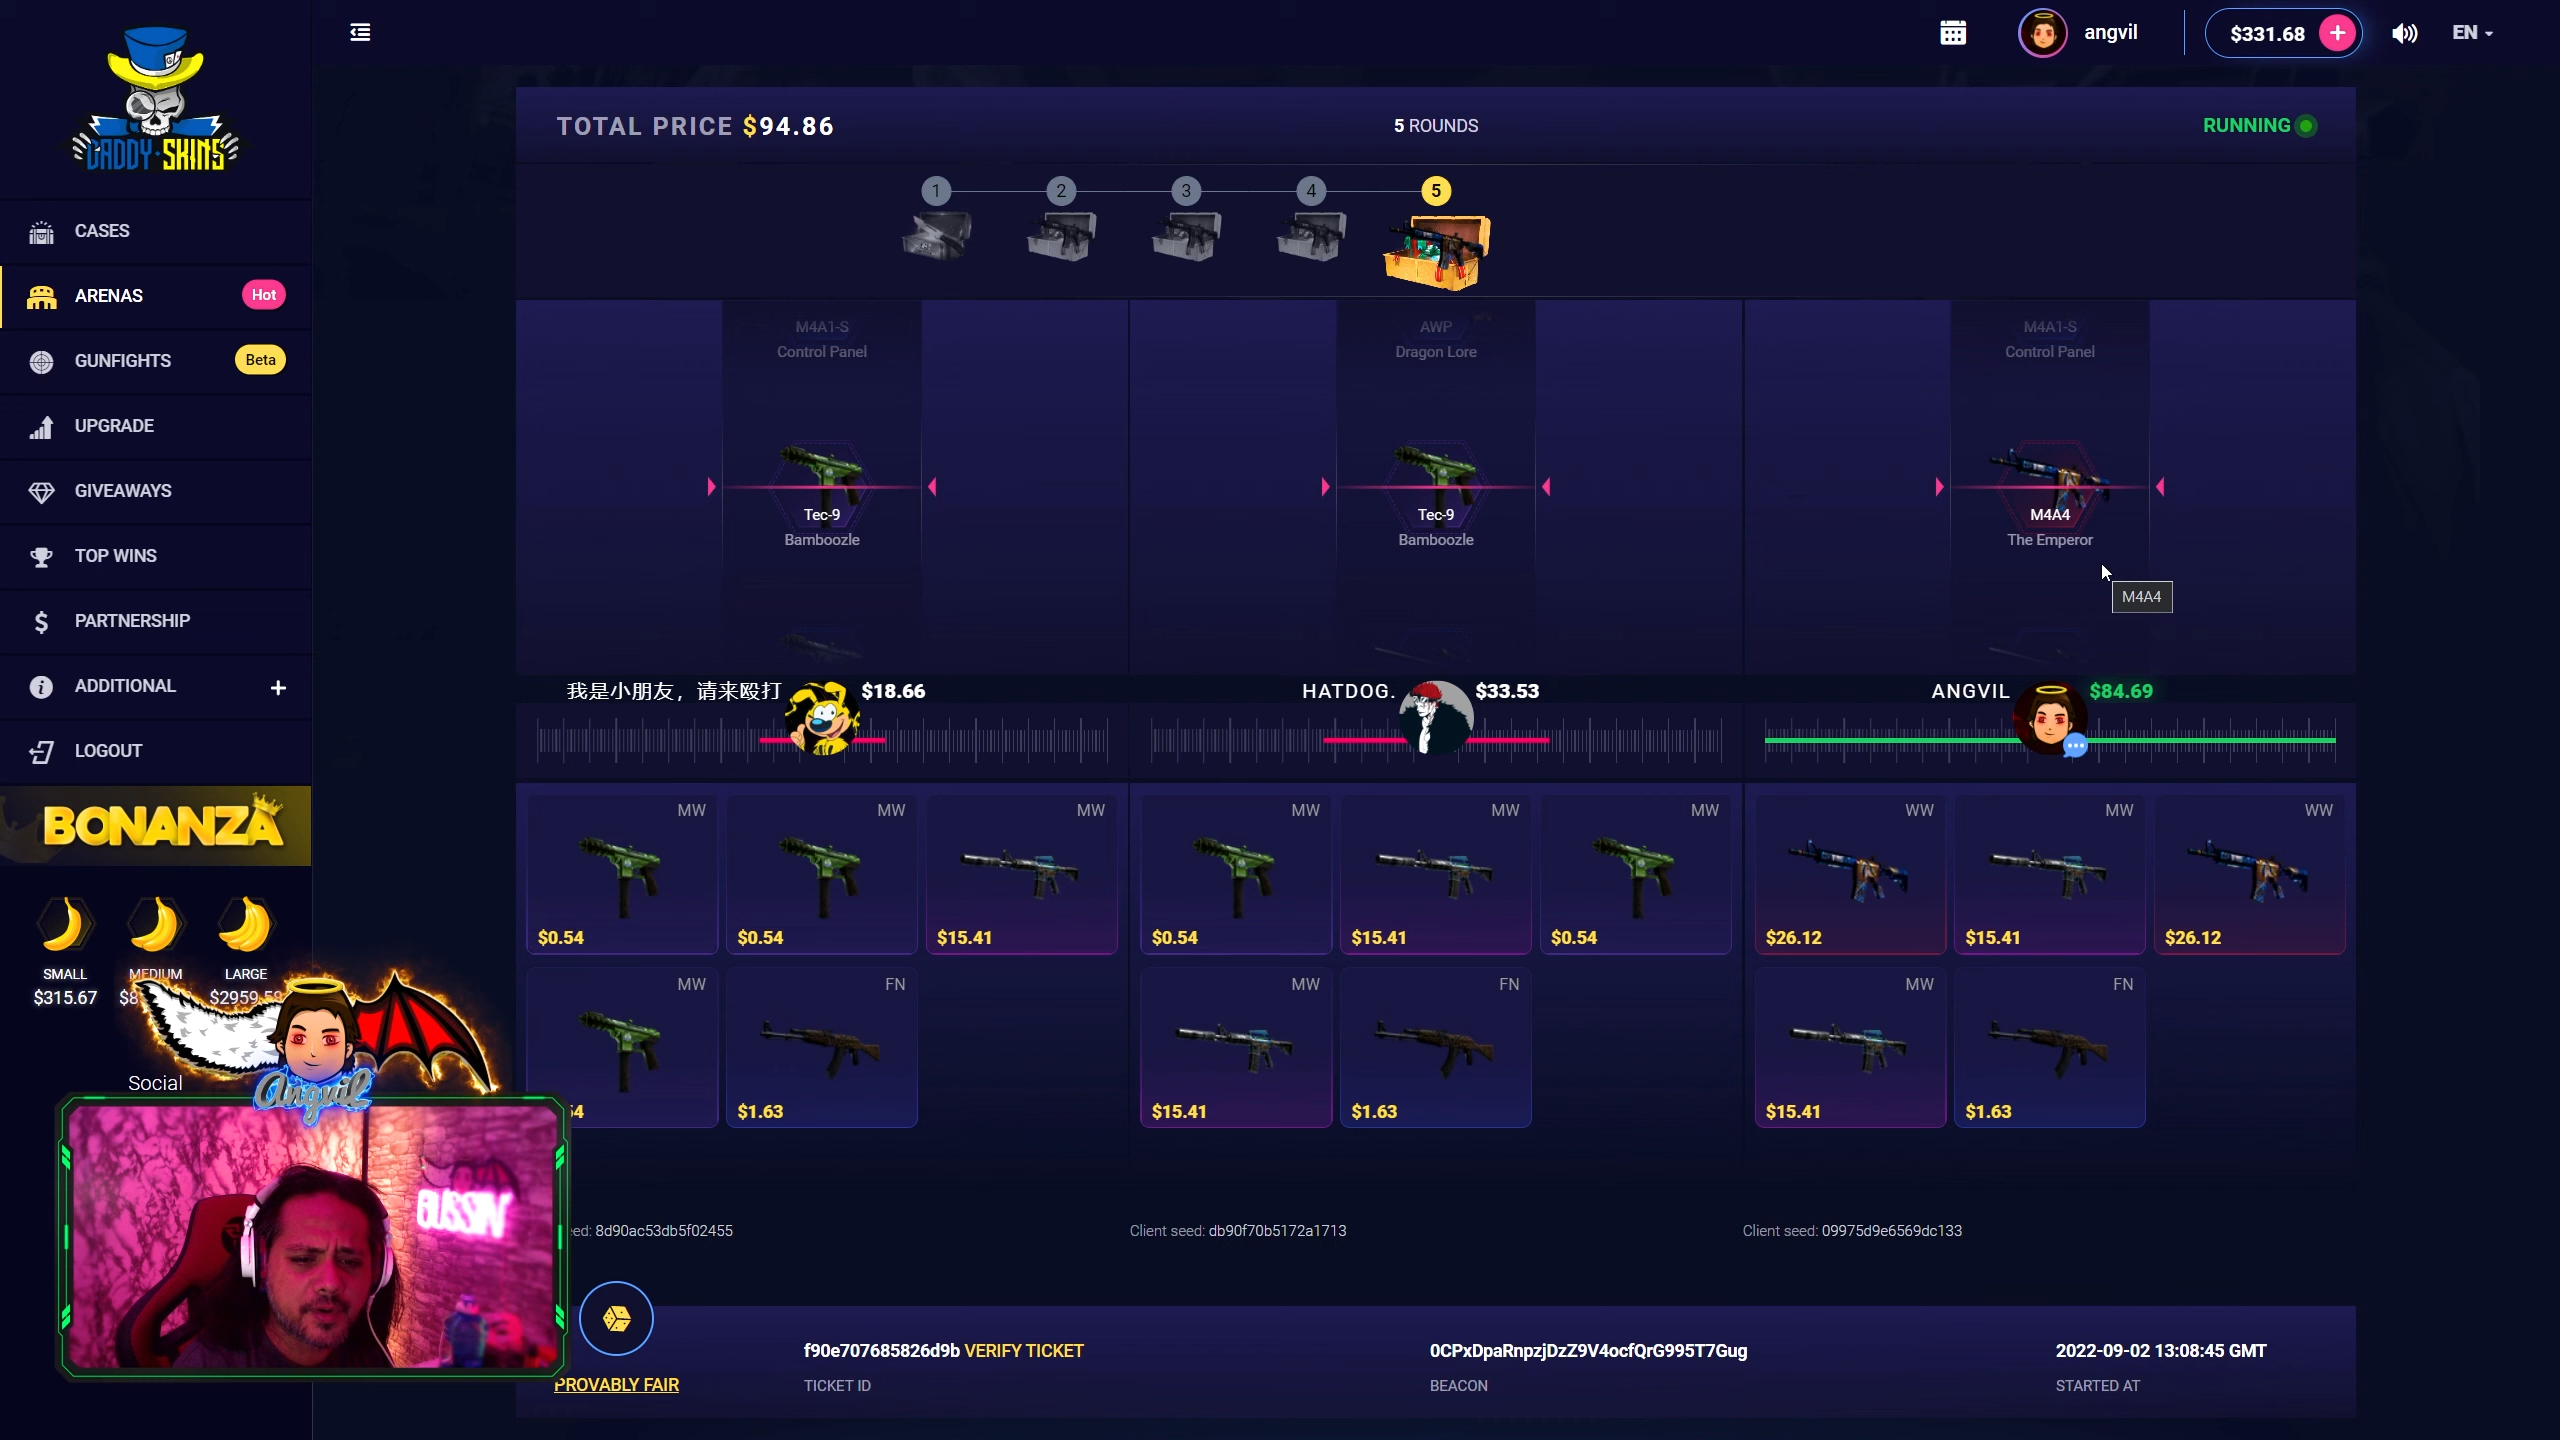 angvil
$331.68
EN
DADDY SKINS
TOTAL PRICE $94.86
5 ROUNDS
RUNNING
1
2
3
4
5
CASES
ARENAS
Hot
GUNFIGHTS
Beta
UPGRADE
GIVEAWAYS
TOP WINS
PARTNERSHIP
ADDITIONAL
LOGOUT
BONANZA
SMALL
MEDIUM
LARGE
$315.67
$8
$2959.58
Social
Angvil
BUSSIN'
M4A1-S
Control Panel
AWP
Dragon Lore
M4A1-S
Control Panel
Tec-9
Bamboozle
Tec-9
Bamboozle
M4A4
The Emperor
M4A4
我是小朋友，请来殴打
$18.66
HATDOG.
$33.53
ANGVIL
$84.69
MW
$0.54
MW
$0.54
MW
$15.41
MW
54
FN
$1.63
MW
$0.54
MW
$15.41
MW
$0.54
MW
$15.41
FN
$1.63
WW
$26.12
MW
$15.41
WW
$26.12
MW
$15.41
FN
$1.63
eed: 8d90ac53db5f02455
Client seed: db90f70b5172a1713
Client seed: 09975d9e6569dc133
PROVABLY FAIR
f90e707685826d9b VERIFY TICKET
TICKET ID
0CPxDpaRnpzjDzZ9V4ocfQrG995T7Gug
BEACON
2022-09-02 13:08:45 GMT
STARTED AT